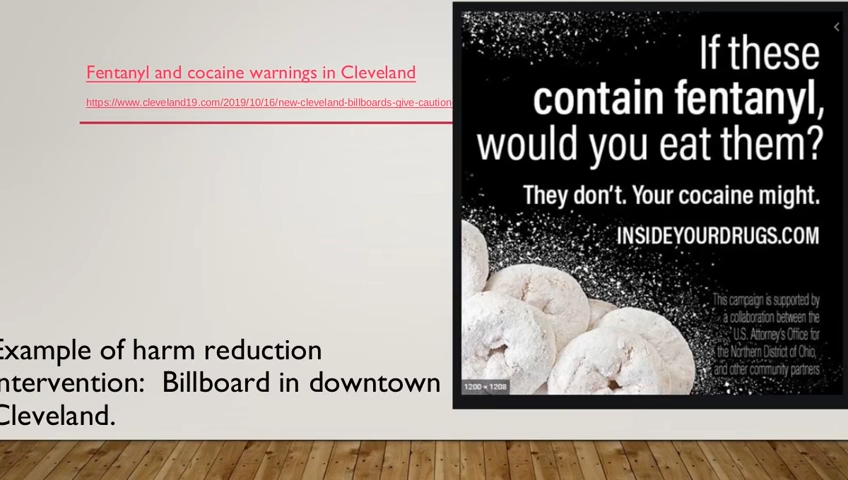 Fentanyl and cocaine warnings in Cleveland
https://www.cleveland19.com/2019/10/16/new-cleveland-billboards-give-caution-
Example of harm reduction
ntervention:  Billboard in downtown
Cleveland.
If these
contain fentanyl,
would you eat them?
They don't. Your cocaine might.
INSIDEYOURDRUGS.COM
This campaign is supported by
a collaboration between the
U.S. Attorney's Office for
the Northern District of Ohio,
and other community partners
1200 × 1208